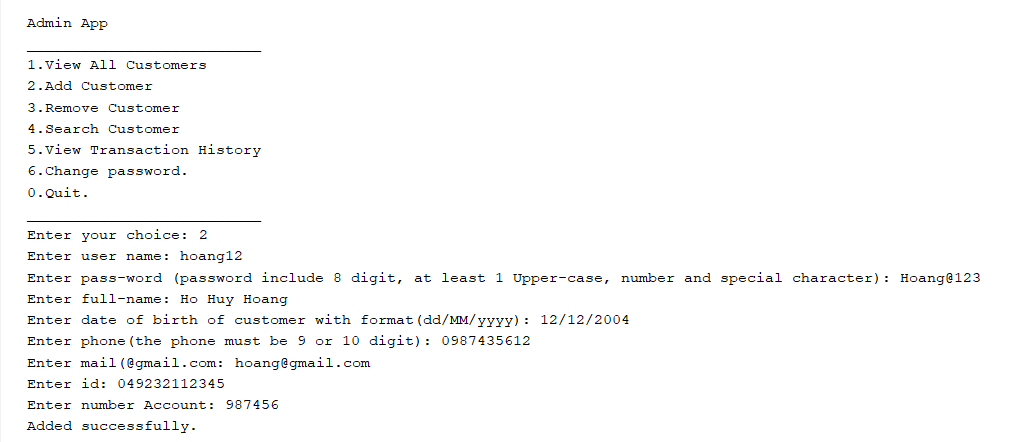 Admin App
__________________________
1.View All Customers
2.Add Customer
3.Remove Customer
4.Search Customer
5.View Transaction History
6.Change password.
0.Quit.
__________________________
Enter your choice: 2
Enter user name: hoang12
Enter pass-word (password include 8 digit, at least 1 Upper-case, number and special character): Hoang@123
Enter full-name: Ho Huy Hoang
Enter date of birth of customer with format(dd/MM/yyyy): 12/12/2004
Enter phone(the phone must be 9 or 10 digit): 0987435612
Enter mail(@gmail.com: hoang@gmail.com
Enter id: 049232112345
Enter number Account: 987456
Added successfully.